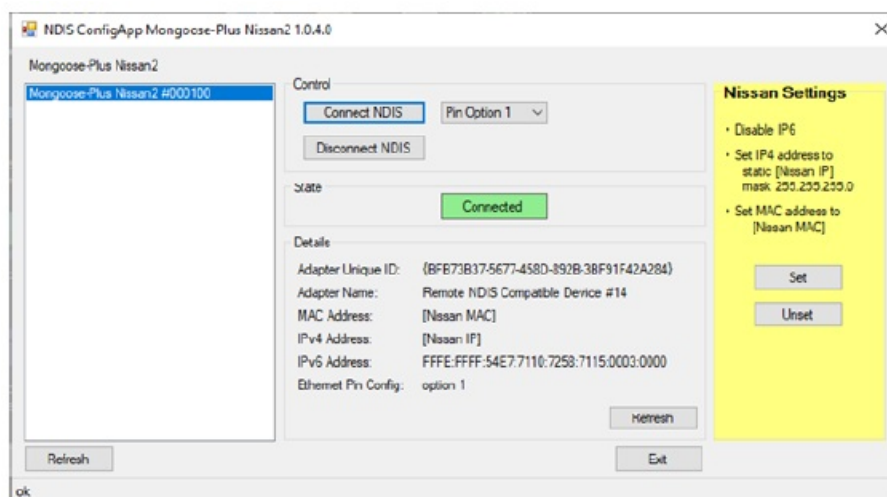 NDIS ConfigApp Mongoose-Plus Nissan2 1.0.4.0
Mongoose-Plus Nissan2
Mongoose-Plus Nissan2 #000100
Control
Connect NDIS
Pin Option 1
Disconnect NDIS
State
Connected
Details
Adapter Unique ID: {BFB73B37-5677-458D-892B-3BF91F42A284}
Adapter Name: Remote NDIS Compatible Device #14
MAC Address: [Nissan MAC]
IPv4 Address: [Nissan IP]
IPv6 Address: FFFE:FFFF:54E7:7110:7258:7115:0003:0000
Ethernet Pin Config: option 1
Refresh
Nissan Settings
• Disable IP6
• Set IP4 address to
static [Nissan IP]
mask 255.255.255.0
• Set MAC address to
[Nissan MAC]
Set
Unset
Refresh
Exit
ok